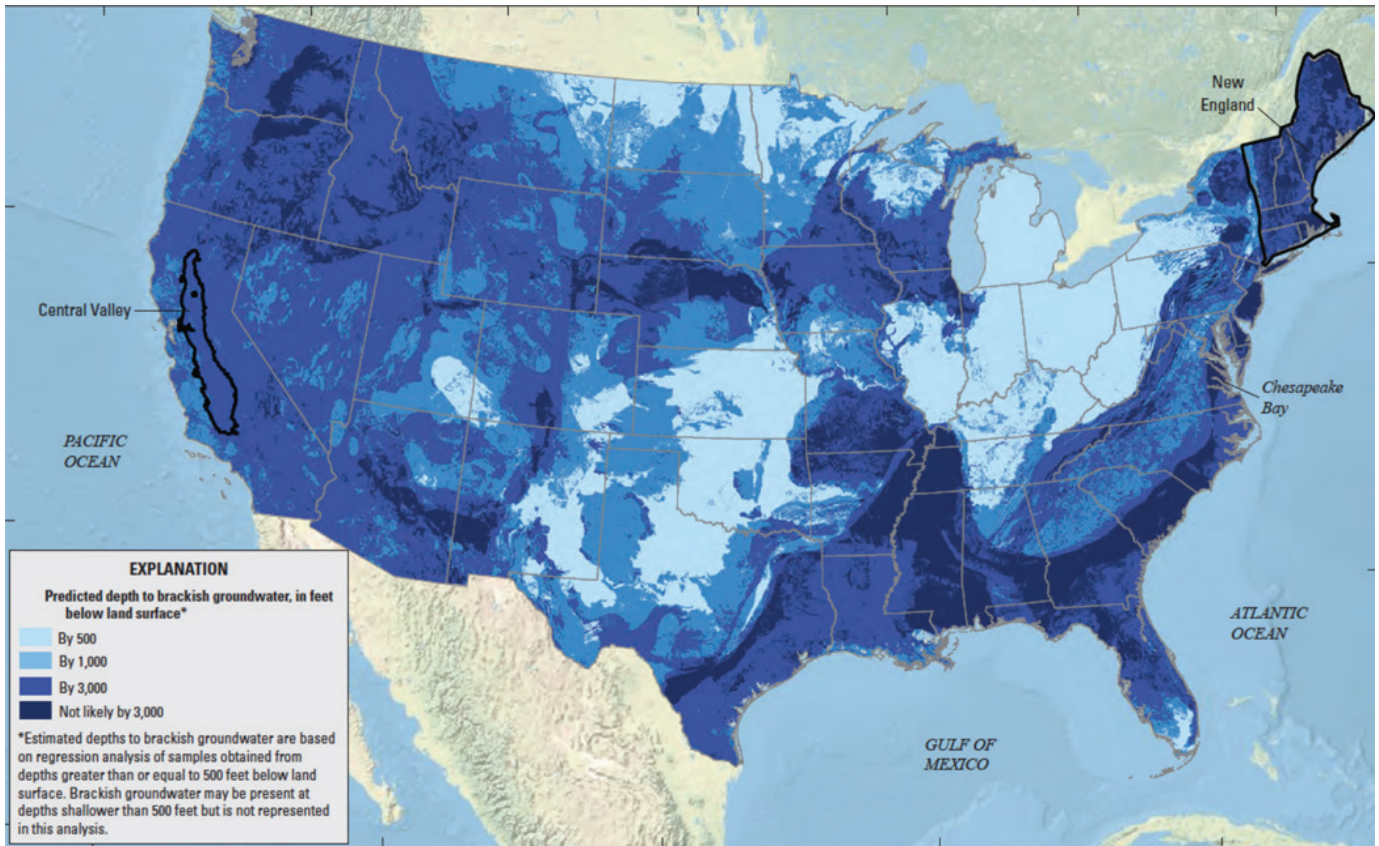 New
England
Central Valley
Chesapeake
Bay
PACIFIC
OCEAN
ATLANTIC
OCEAN
GULF OF
MEXICO
EXPLANATION
Predicted depth to brackish groundwater, in feet
below land surface*
By 500
By 1,000
By 3,000
Not likely by 3,000
*Estimated depths to brackish groundwater are based
on regression analysis of samples obtained from
depths greater than or equal to 500 feet below land
surface. Brackish groundwater may be present at
depths shallower than 500 feet but is not represented
in this analysis.